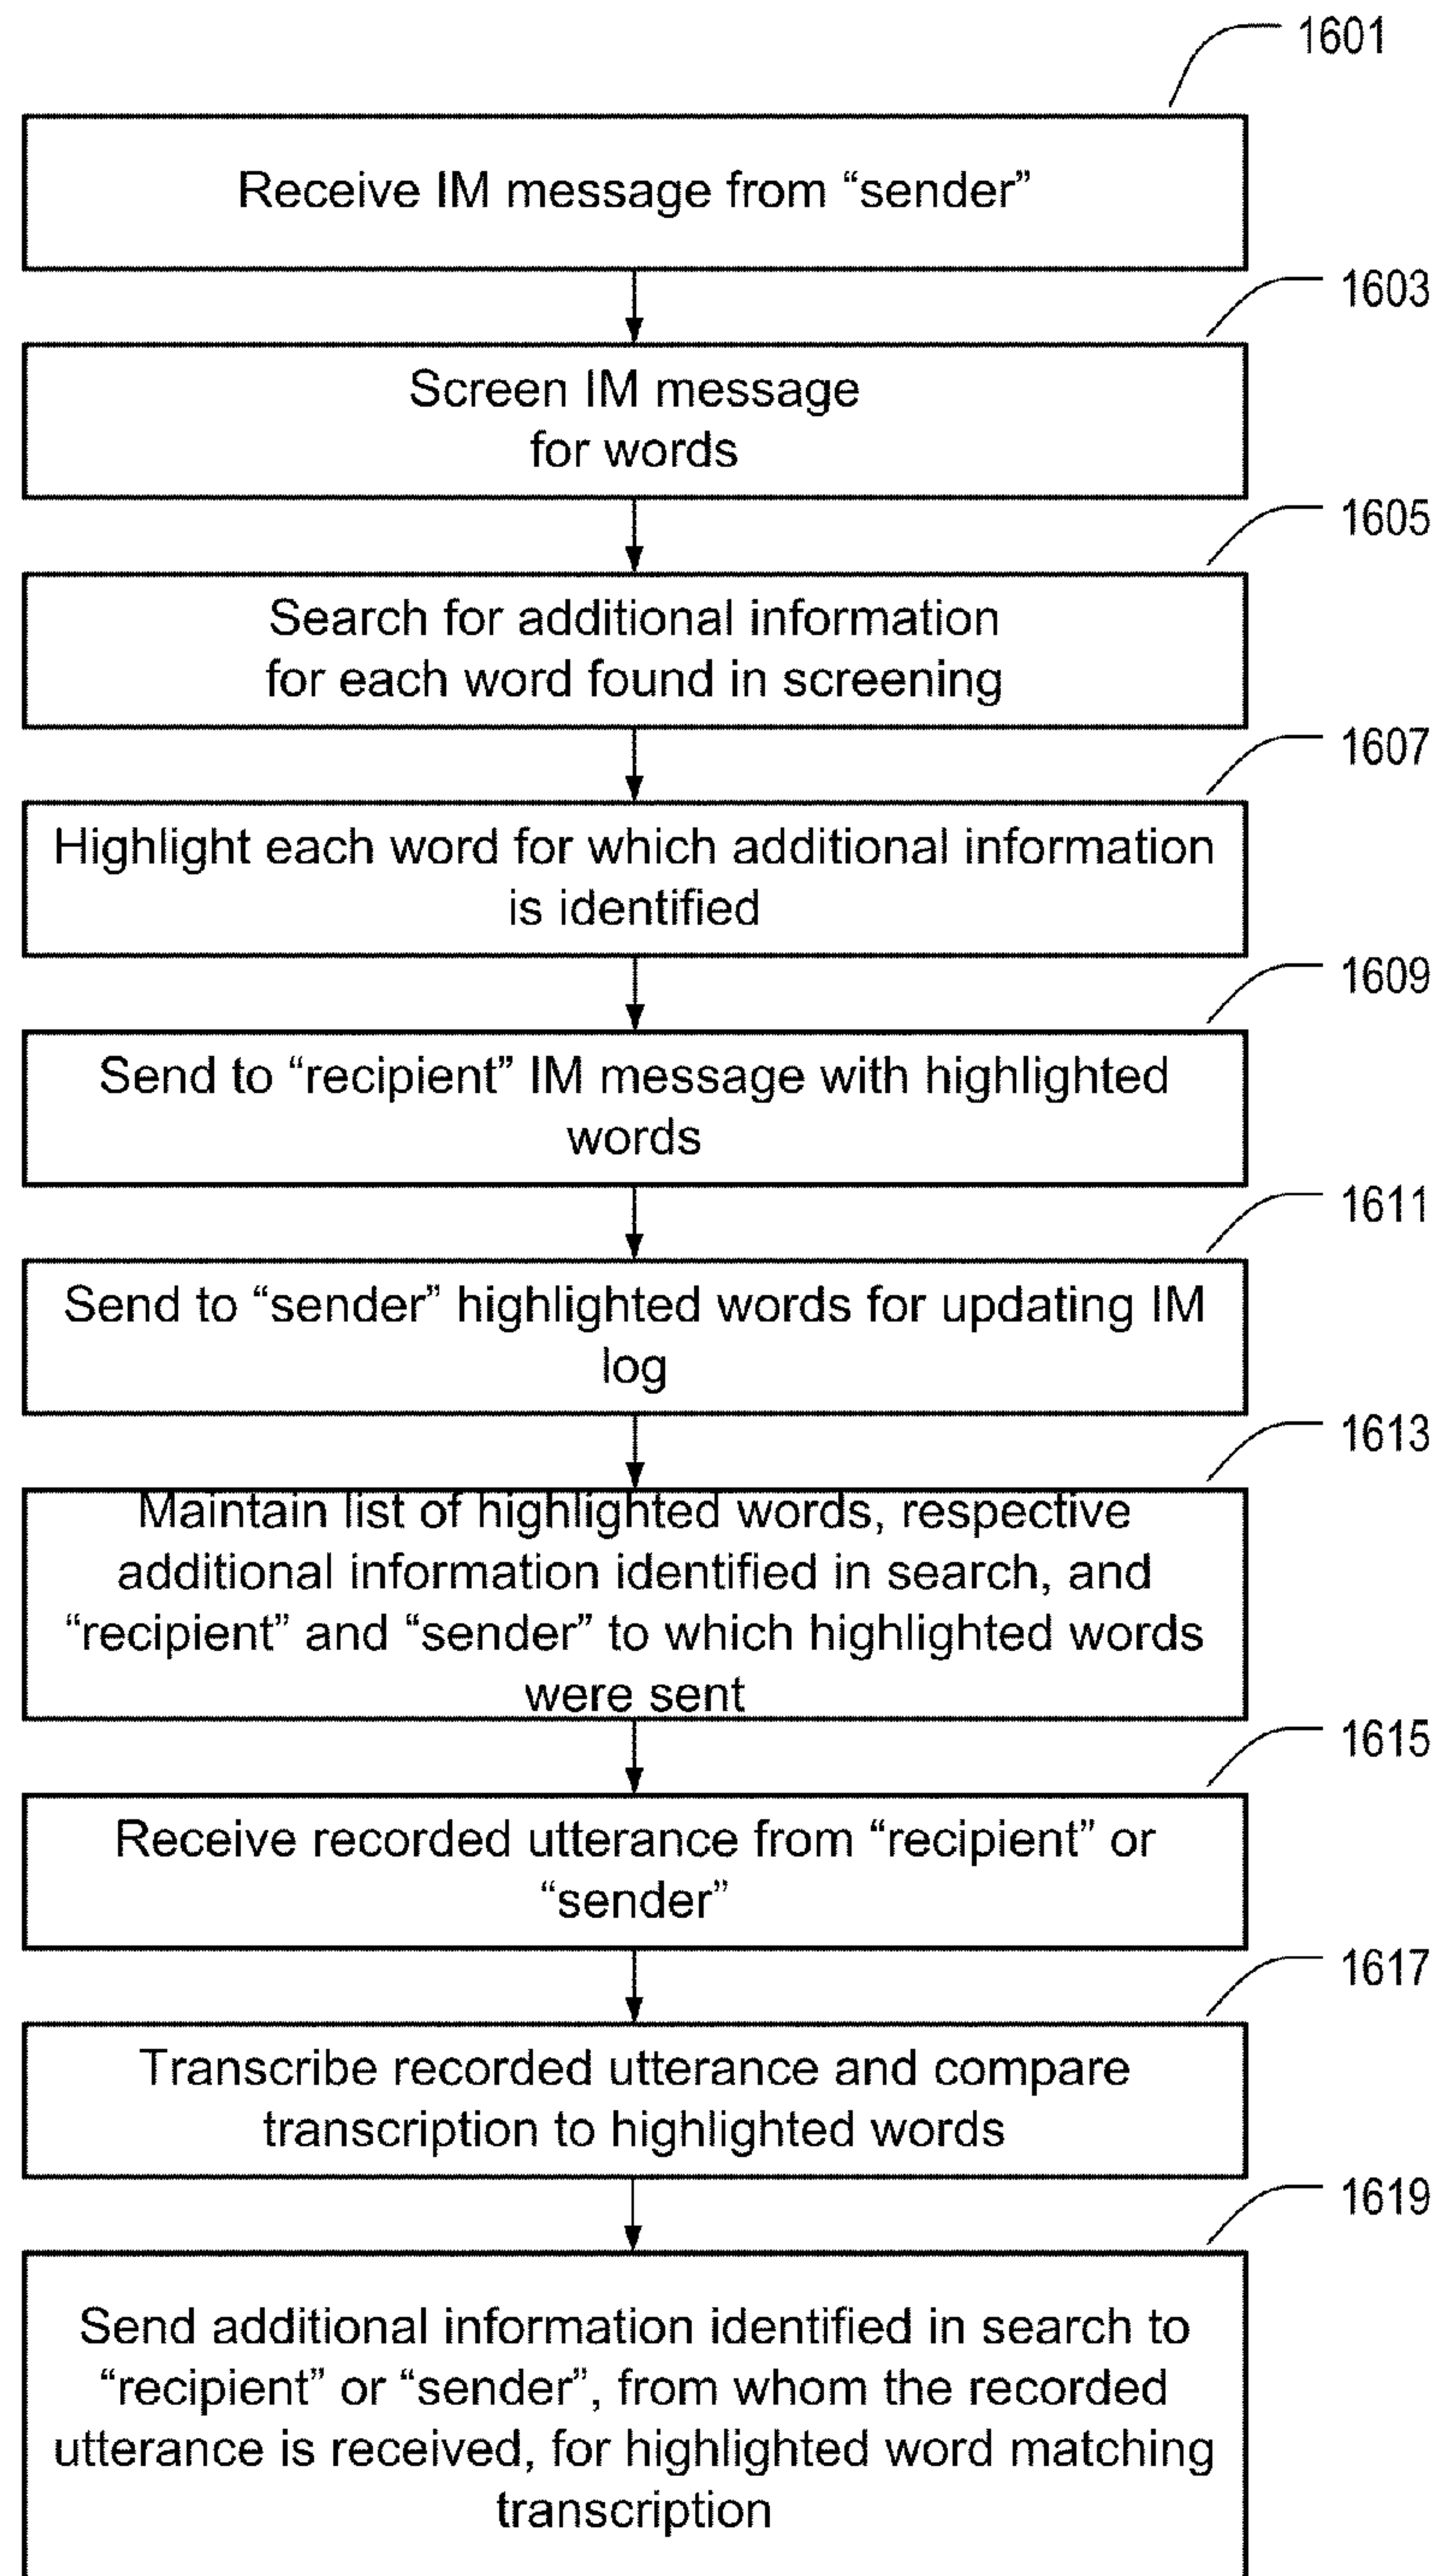 1601
Receive IM message from “sender”
1603
Screen IM message
for words
1605
Search for additional information
for each word found in screening
1607
Highlight each word for which additional information
is identified
1609
Send to “recipient” IM message with highlighted
words
1611
Send to “sender” highlighted words for updating IM
log
1613
Maintain list of highlighted words, respective
additional information identified in search, and
“recipient” and “sender” to which highlighted words
were sent
1615
Receive recorded utterance from “recipient” or
“sender”
1617
Transcribe recorded utterance and compare
transcription to highlighted words
1619
Send additional information identified in search to
“recipient” or “sender”, from whom the recorded
utterance is received, for highlighted word matching
transcription